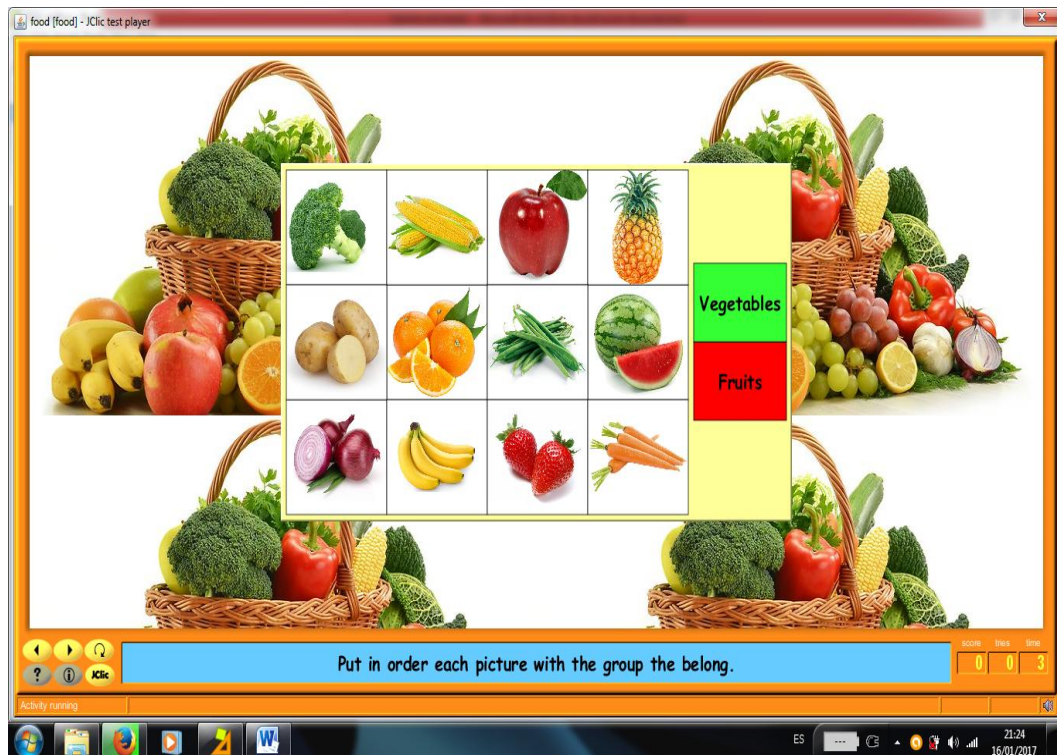 food [food] - JClic test player
X
Vegetables
Fruits
? i JClic
Put in order each picture with the group the belong.
score tries time
0 0 3
Activity running
W
ES
21:24
16/01/2017